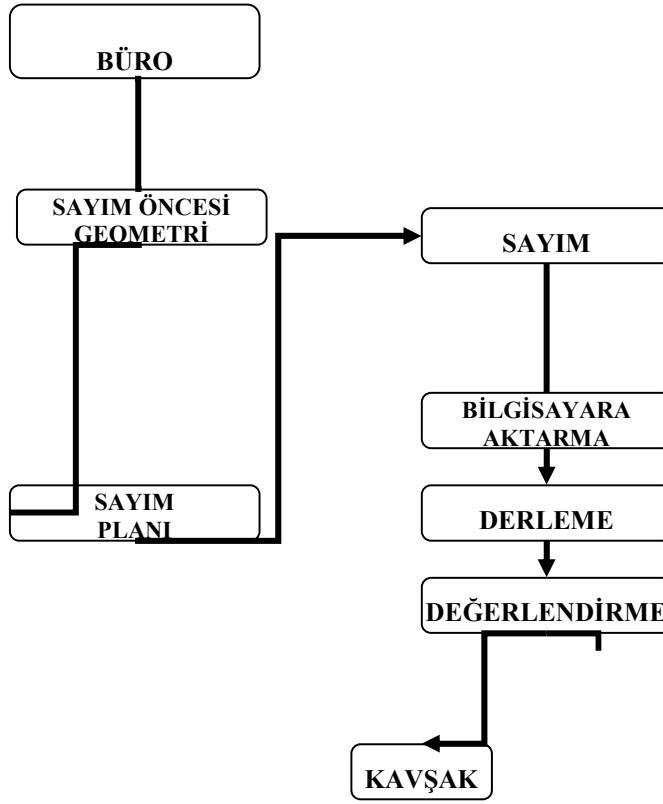 BÜRO
SAYIM ÖNCESİ
GEOMETRİ
SAYIM
PLANI
SAYIM
BİLGİSAYARA
AKTARMA
DERLEME
DEĞERLENDİRME
KAVŞAK